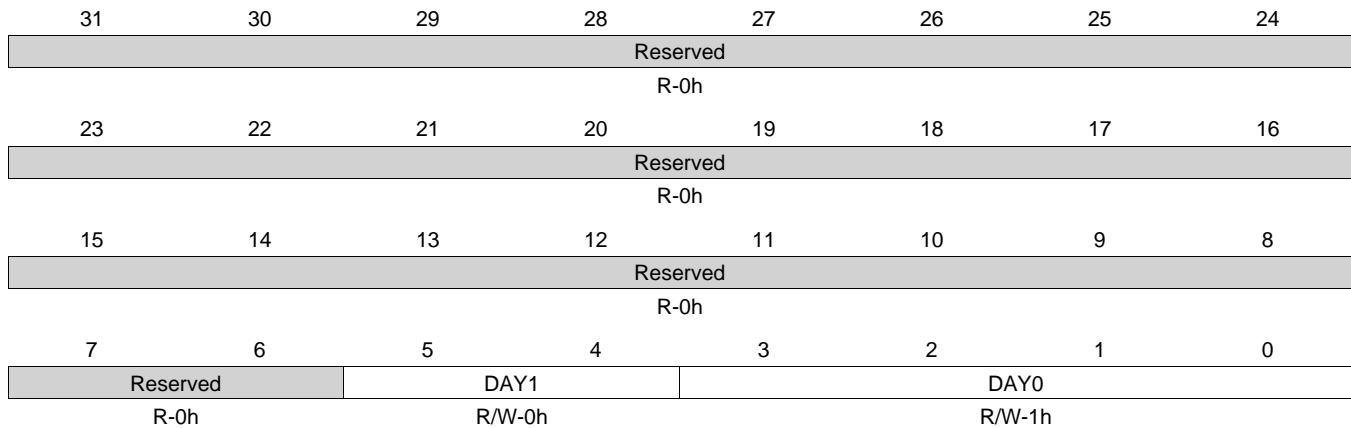 31 30 29 28 27 26 25 24
Reserved
R-0h
23 22 21 20 19 18 17 16
Reserved
R-0h
15 14 13 12 11 10 9 8
Reserved
R-0h
7 6 5 4 3 2 1 0
Reserved DAY1 DAY0
R-0h R/W-0h R/W-1h